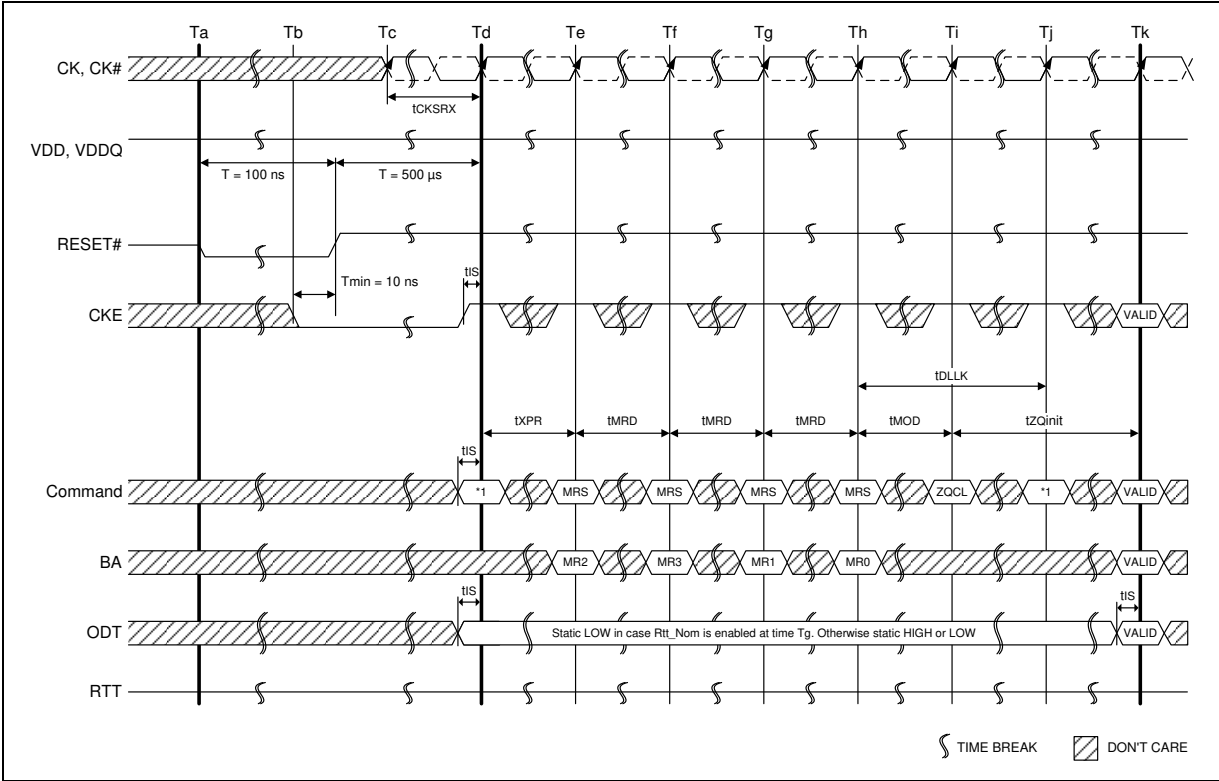 Ta Tb Tc Td Te Tf Tg Th Ti Tj Tk
CK, CK#
tCKSRX
VDD, VDDQ
T = 100 ns T = 500 µs
RESET#
Tmin = 10 ns
tIS
CKE
VALID
tDLLK
tXPR tMRD tMRD tMRD tMOD tZQinit
tIS
Command *1 MRS MRS MRS MRS ZQCL *1 VALID
BA MR2 MR3 MR1 MR0 VALID
tIS tIS
ODT Static LOW in case Rtt_Nom is enabled at time Tg. Otherwise static HIGH or LOW VALID
RTT
TIME BREAK DON'T CARE